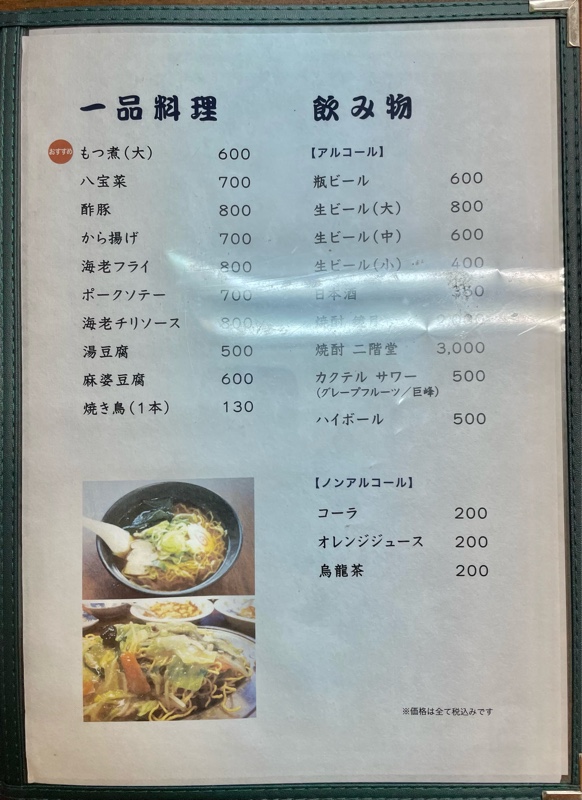 一品料理
おすすめ もつ煮(大) 600
八宝菜 700
酢豚 800
から揚げ 700
海老フライ 800
ポークソテー 700
海老チリソース 800
湯豆腐 500
麻婆豆腐 600
焼き鳥(1本) 130
飲み物
【アルコール】
瓶ビール 600
生ビール(大) 800
生ビール(中) 600
生ビール(小) 400
日本酒
焼酎
焼酎 二階堂 3,000
カクテル サワー 500
(グレープフルーツ/巨峰)
ハイボール 500
【ノンアルコール】
コーラ 200
オレンジジュース 200
烏龍茶 200
※価格は全て税込みです